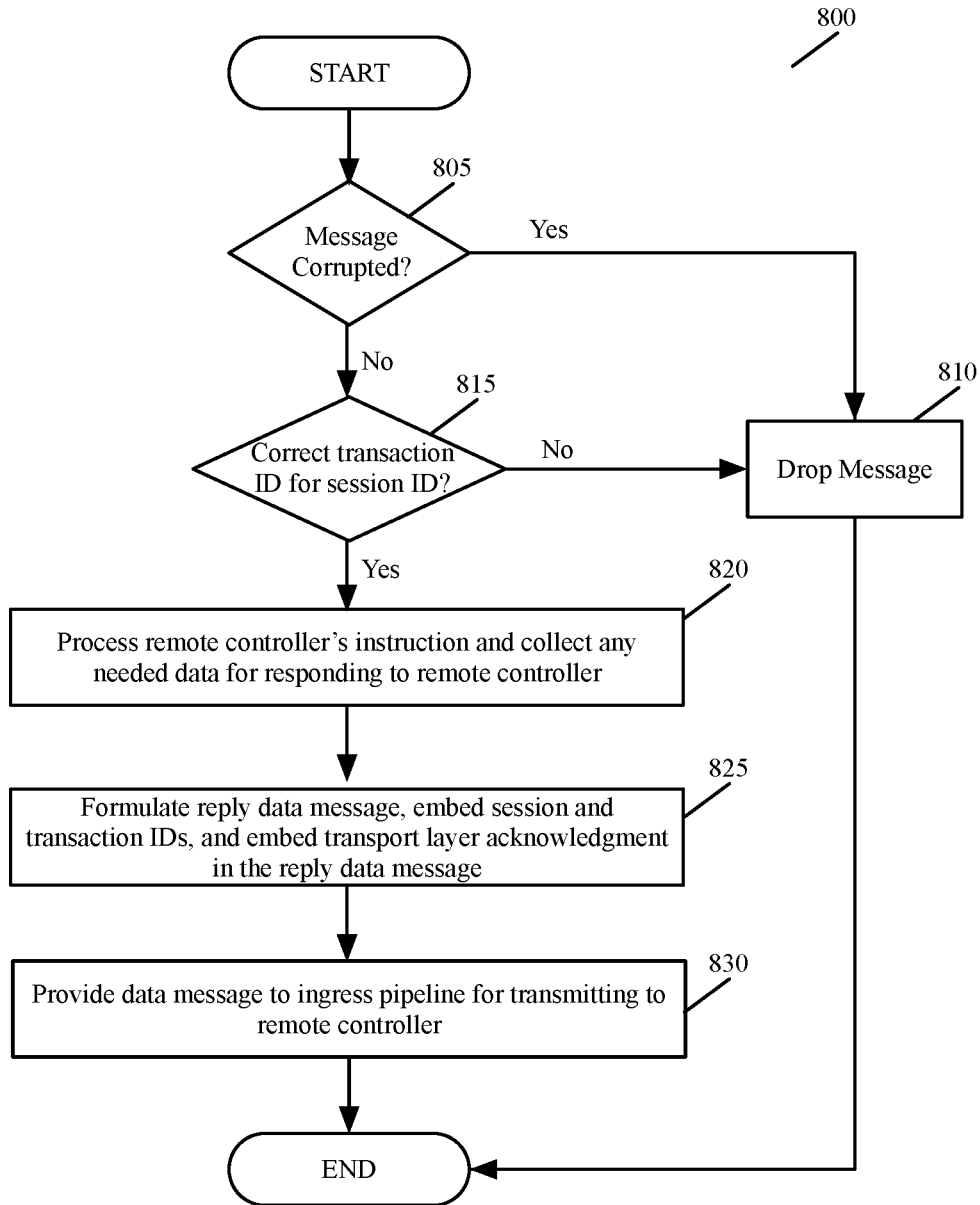 800
START
805
Message
Corrupted?
Yes
No
815
810
Correct transaction
ID for session ID?
No
Drop Message
Yes
820
Process remote controller’s instruction and collect any
needed data for responding to remote controller
825
Formulate reply data message, embed session and
transaction IDs, and embed transport layer acknowledgment
in the reply data message
830
Provide data message to ingress pipeline for transmitting to
remote controller
END